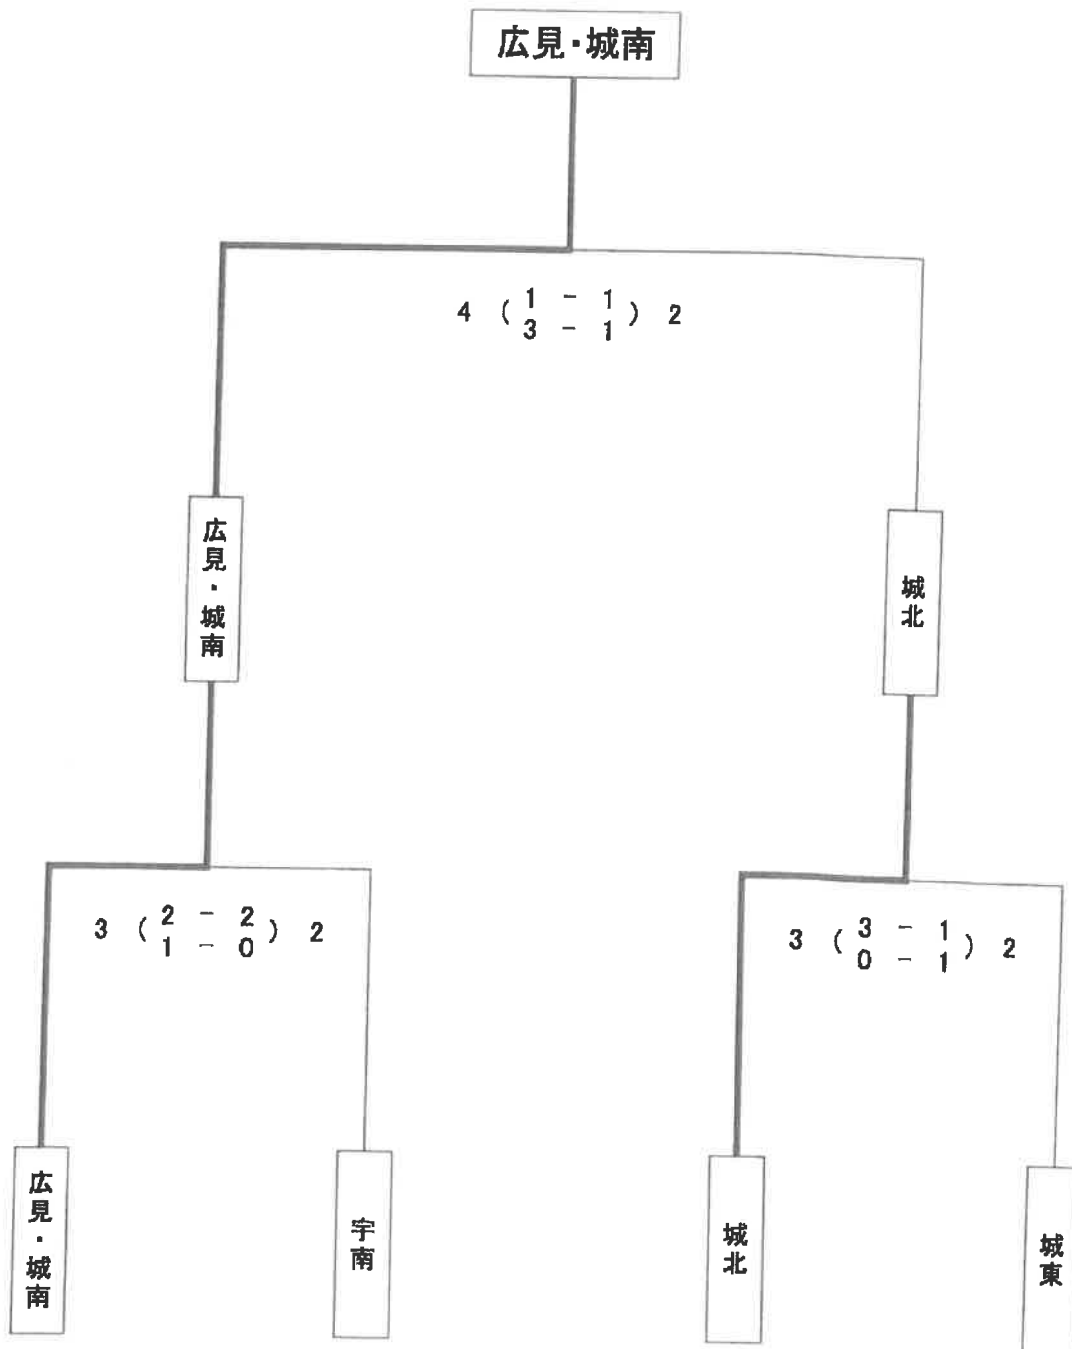 広見・城南
4 ( 1 - 1 ) 2
3 - 1
広見・城南
城北
3 ( 2 - 2 ) 2
1 - 0
3 ( 3 - 1 ) 2
0 - 1
広見・城南
宇南
城北
城東